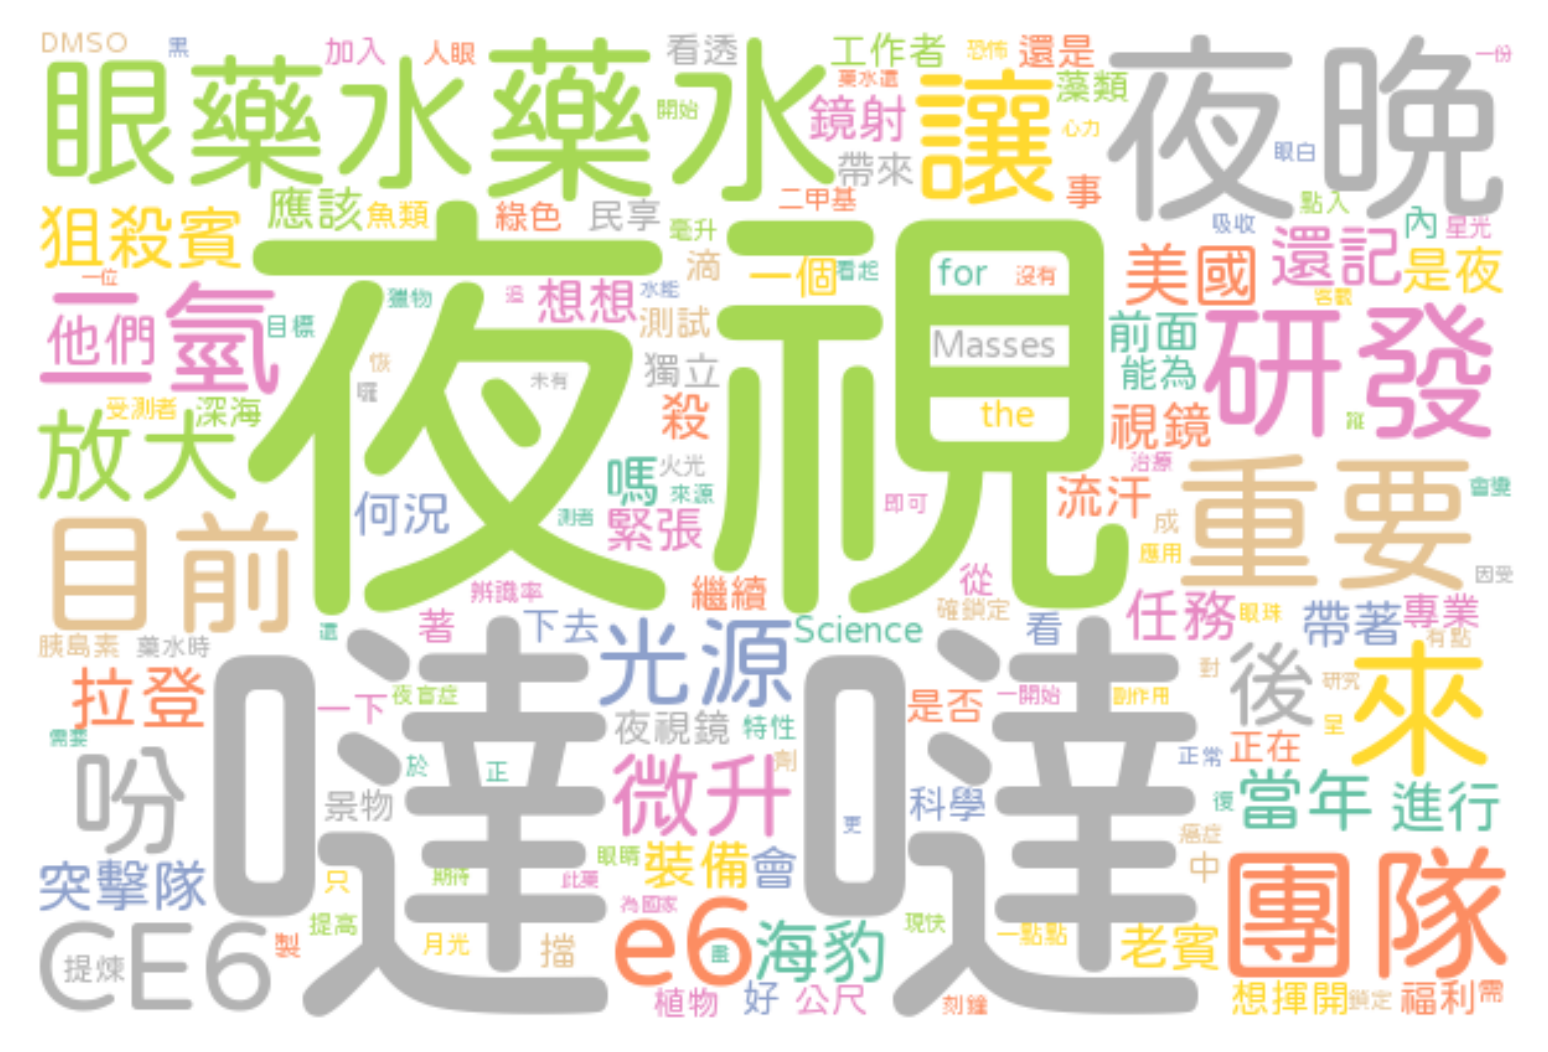 DMSO
黑
加入
人眼
看透
工作者
恐怖
還是
一份
眼藥水
藥水
藥水還
開始
鏡射
讓
藻類
心力
夜晚
帶來
眼白
狙殺賓
應該
魚類
綠色
民享
二甲基
事
毫升
吸收
點入
內
星光
一位
夜視
滴
一個
看起
for
沒有
美國
還記
是夜
客觀
二氫
他們
目標
獵物
追
想想
水能
測試
Masses
前面
研發
恢
囉
未有
獨立
能為
受測者
深海
放大
殺
the
視鏡
治療
嗎
火光
來源
即可
流汗
重要
會變
目前
何況
測者
緊張
成
應用
因受
辨識率
繼續
從
確鎖定
任務
眼珠
帶著
專業
有點
胰島素
藥水時
還
著
下去
光源
Science
看
拉登
噠噠
一下
夜盲症
是否
一開始
副作用
對
後
研究
來
需要
夜視鏡
特性
呈
吩
於
正
劑
正常
正在
景物
微升
科學
更
復
當年
進行
癌症
突擊隊
只
期待
眼睛
裝備
會
此藥
中
團隊
CE6
提煉
製
提高
月光
擋
為國家
e6
海豹
現快
一點點
老賓
植物
好
公尺
刻鐘
想揮開
鎖定
福利
需